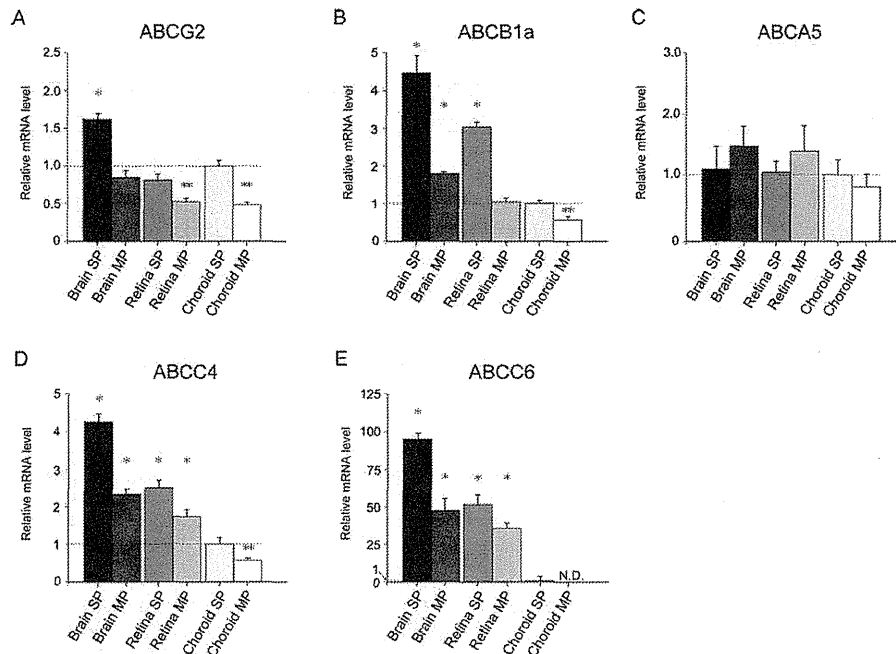 A
ABCG2
Relative mRNA level
2.5
2.0
1.5
1.0
0.5
0
*
**
**
Brain SP
Brain MP
Retina SP
Retina MP
Choroid SP
Choroid MP
B
ABCB1a
Relative mRNA level
5
4
3
2
1
0
*
*
*
**
Brain SP
Brain MP
Retina SP
Retina MP
Choroid SP
Choroid MP
C
ABCA5
Relative mRNA level
3.0
2.0
1.0
0
Brain SP
Brain MP
Retina SP
Retina MP
Choroid SP
Choroid MP
D
ABCC4
Relative mRNA level
5
4
3
2
1
0
*
*
*
*
**
Brain SP
Brain MP
Retina SP
Retina MP
Choroid SP
Choroid MP
E
ABCC6
Relative mRNA level
125
100
75
50
25
1
0
*
*
*
*
N.D.
Brain SP
Brain MP
Retina SP
Retina MP
Choroid SP
Choroid MP